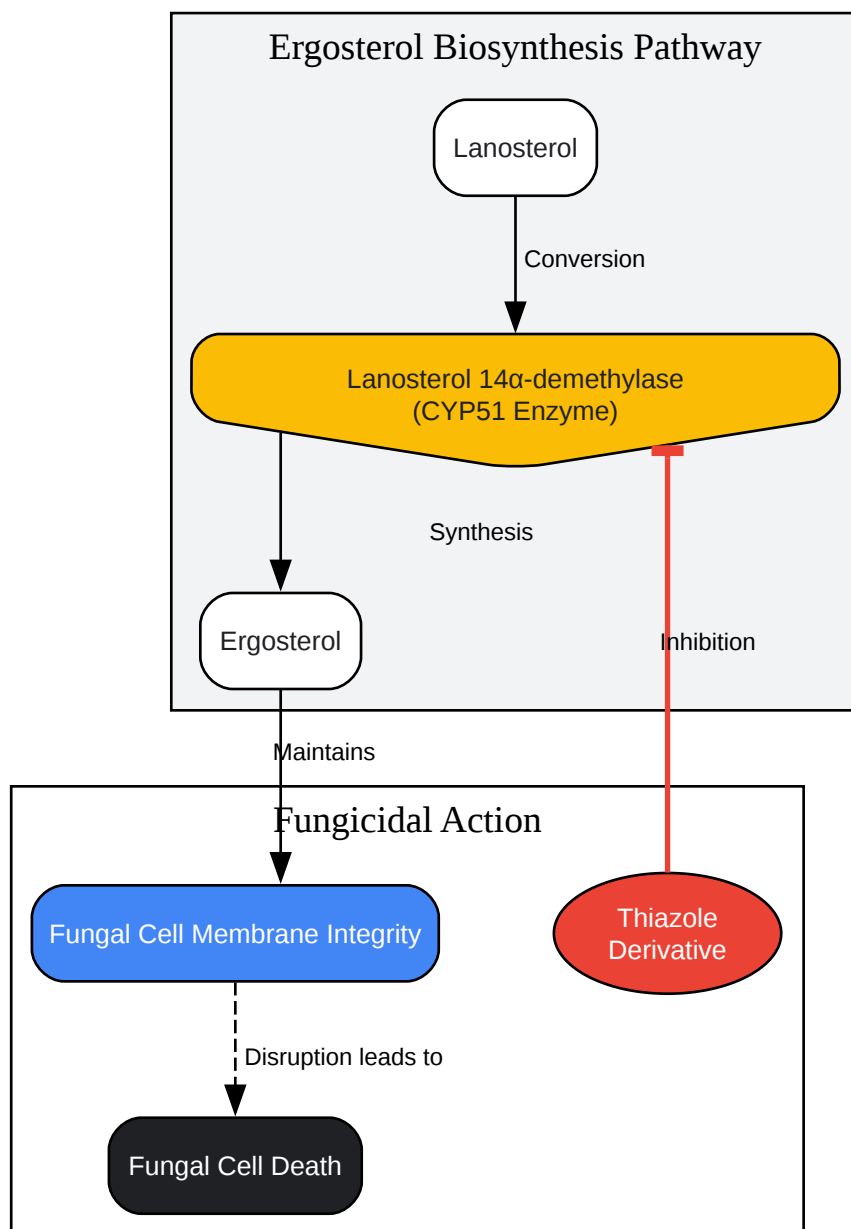 Ergosterol Biosynthesis Pathway
Lanosterol
Conversion
Lanosterol 14α-demethylase
(CYP51 Enzyme)
Synthesis
Ergosterol
Inhibition
Maintains
Fungicidal Action
Fungal Cell Membrane Integrity
Thiazole
Derivative
Disruption leads to
Fungal Cell Death